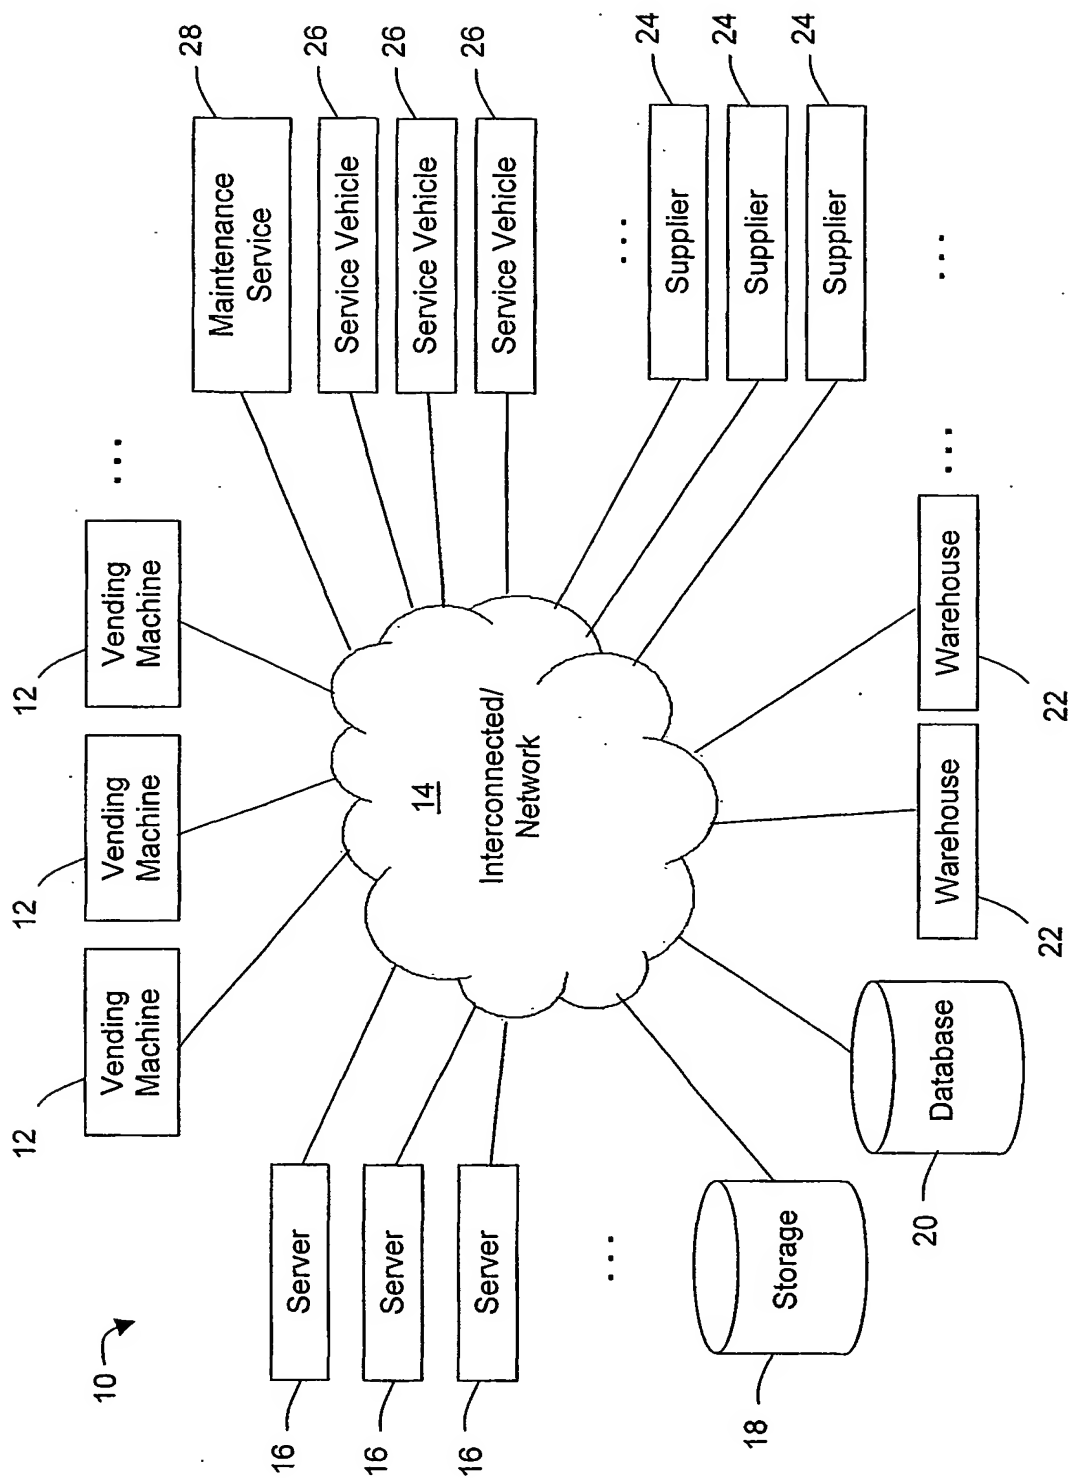 10
12
Vending
Machine
12
Vending
Machine
12
Vending
Machine
...
16
Server
16
Server
16
Server
...
14
Interconnected/
Network
Maintenance
Service
28
Service Vehicle
26
Service Vehicle
26
Service Vehicle
26
...
Supplier
24
Supplier
24
Supplier
24
...
18
Storage
20
Database
Warehouse
22
Warehouse
22
...